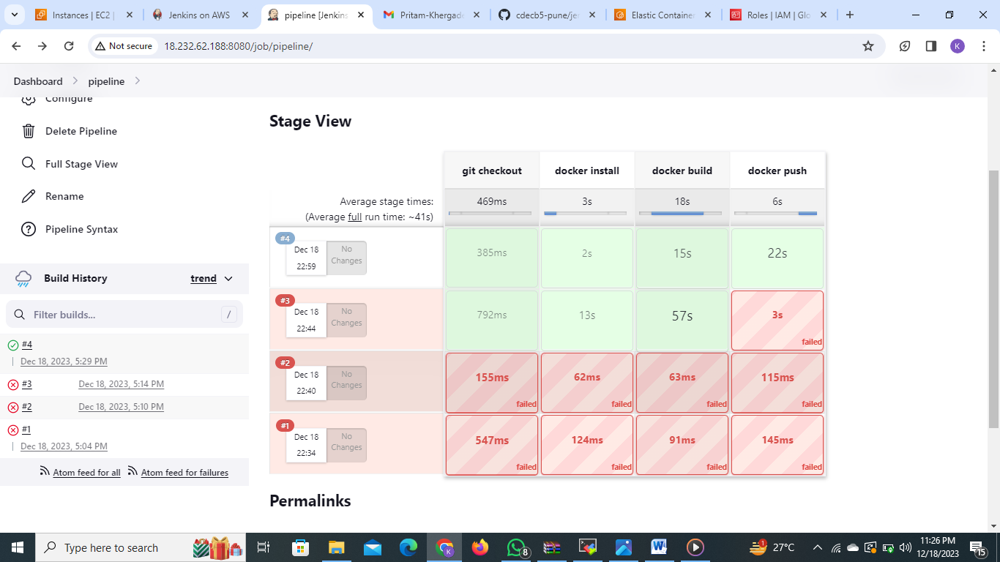 Instances | EC2 |
Jenkins on AWS
pipeline [Jenkins
Pritam-Khergade
cdecb5-pune/je
Elastic Container
Roles | IAM | Glo
Not secure
18.232.62.188:8080/job/pipeline/
K
Dashboard
pipeline
Configure
Delete Pipeline
Full Stage View
Rename
Pipeline Syntax
Build History
trend
Filter builds...
/
#4
Dec 18, 2023, 5:29 PM
#3
Dec 18, 2023, 5:14 PM
#2
Dec 18, 2023, 5:10 PM
#1
Dec 18, 2023, 5:04 PM
Atom feed for all
Atom feed for failures
Stage View
git checkout
docker install
docker build
docker push
Average stage times:
(Average full run time: ~41s)
469ms
3s
18s
6s
#4
Dec 18
22:59
No
Changes
385ms
2s
15s
22s
#3
Dec 18
22:44
No
Changes
792ms
13s
57s
3s
failed
#2
Dec 18
22:40
No
Changes
155ms
failed
62ms
failed
63ms
failed
115ms
failed
#1
Dec 18
22:34
No
Changes
547ms
failed
124ms
failed
91ms
failed
145ms
failed
Permalinks
Type here to search
K
8
W
1
27°C
11:26 PM
12/18/2023
15